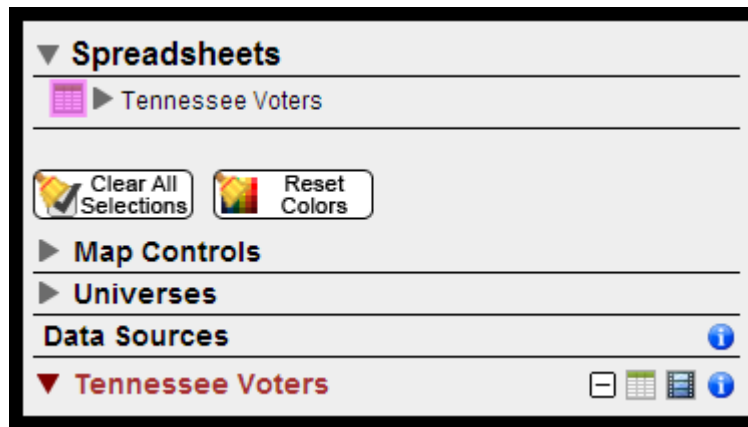 Spreadsheets
Tennessee Voters
Clear All
Selections
Reset
Colors
Map Controls
Universes
Data Sources
Tennessee Voters